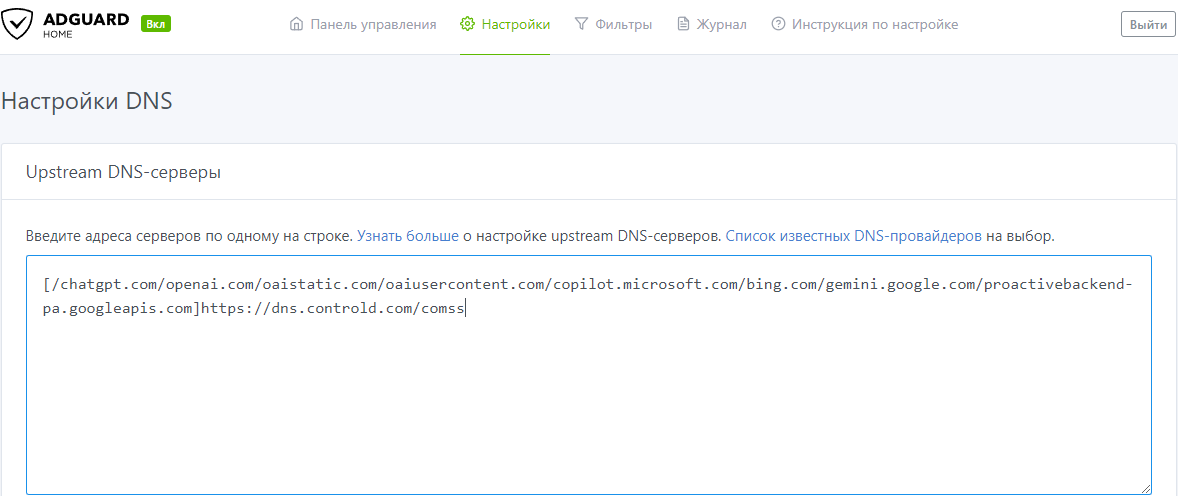 ADGUARD HOME Вкл Панель управления Настройки Фильтры Журнал Инструкция по настройке Выйти
Настройки DNS
Upstream DNS-серверы
Введите адреса серверов по одному на строке. Узнать больше о настройке upstream DNS-серверов. Список известных DNS-провайдеров на выбор.
[/chatgpt.com/openai.com/oaistatic.com/oaiusercontent.com/copilot.microsoft.com/bing.com/gemini.google.com/proactivebackend-
pa.googleapis.com]https://dns.controld.com/comss